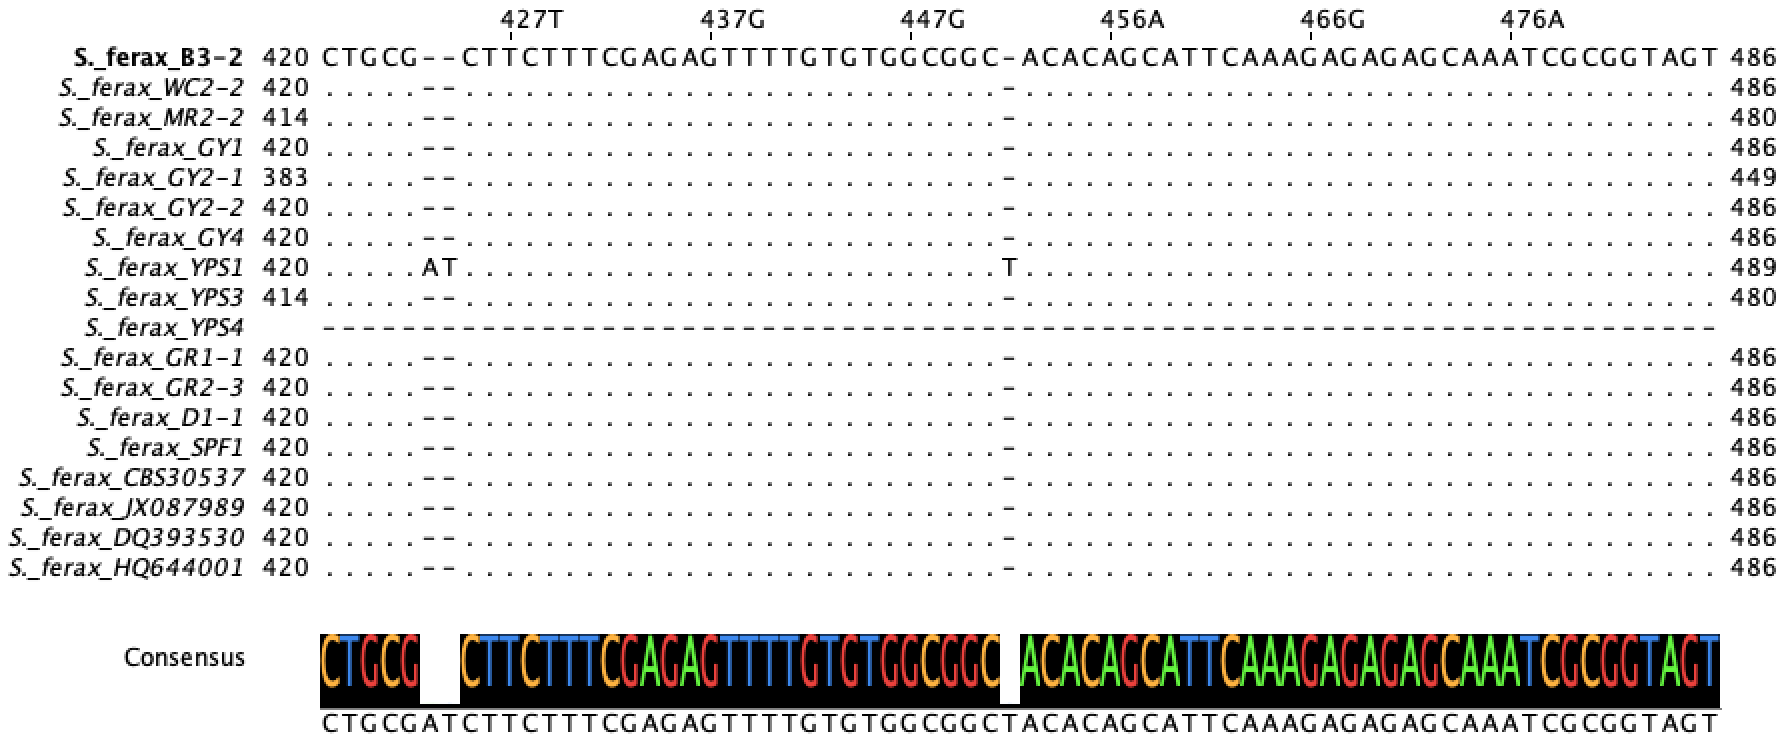 427T 437G 447G 456A 466G 476A
S._ferax_B3-2 420 CTGCG--CTTCTTTCGAGAGTTTTGTGTGGCGGC-ACACAGCATTCAAAGAGAGAGCAAATCGCGGTAGT 486
S._ferax_WC2-2 420 .....--...........................-................................... 486
S._ferax_MR2-2 414 .....--...........................-................................... 480
S._ferax_GY1 420 .....--...........................-................................... 486
S._ferax_GY2-1 383 .....--...........................-................................... 449
S._ferax_GY2-2 420 .....--...........................-................................... 486
S._ferax_GY4 420 .....--...........................-................................... 486
S._ferax_YPS1 420 .....AT...........................T................................... 489
S._ferax_YPS3 414 .....--...........................-................................... 480
S._ferax_YPS4 ----------------------------------------------------------------------
S._ferax_GR1-1 420 .....--...........................-................................... 486
S._ferax_GR2-3 420 .....--...........................-................................... 486
S._ferax_D1-1 420 .....--...........................-................................... 486
S._ferax_SPF1 420 .....--...........................-................................... 486
S._ferax_CBS30537 420 .....--...........................-................................... 486
S._ferax_JX087989 420 .....--...........................-................................... 486
S._ferax_DQ393530 420 .....--...........................-................................... 486
S._ferax_HQ644001 420 .....--...........................-................................... 486
Consensus CTGCG CTTCTTTCGAGAGTTTTGTGTGGCGGC ACACAGCATTCAAAGAGAGAGCAAATCGCGGTAGT
CTGCGATCTTCTTTCGAGAGTTTTGTGTGGCGGCTACACAGCATTCAAAGAGAGAGCAAATCGCGGTAGT